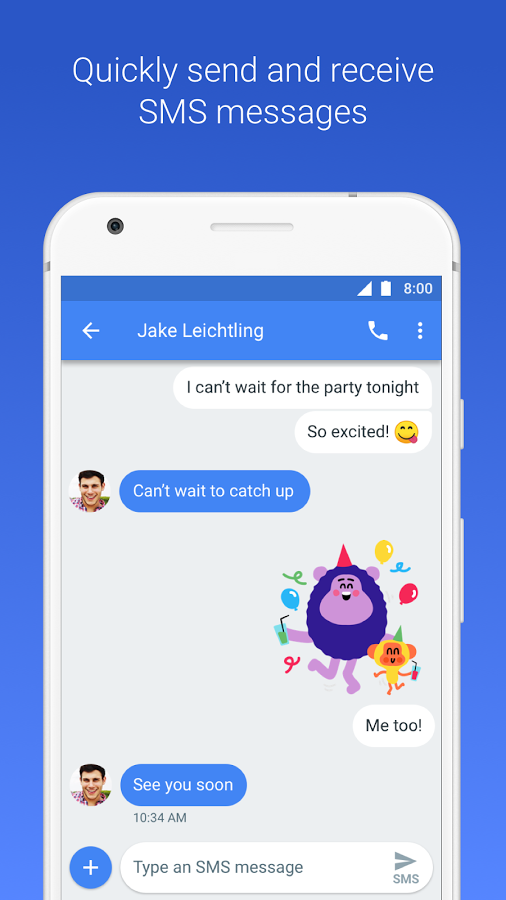 Quickly send and receive
SMS messages
8:00
Jake Leichtling
I can't wait for the party tonight
So excited! 😋
Can't wait to catch up
Me too!
See you soon
10:34 AM
Type an SMS message
SMS